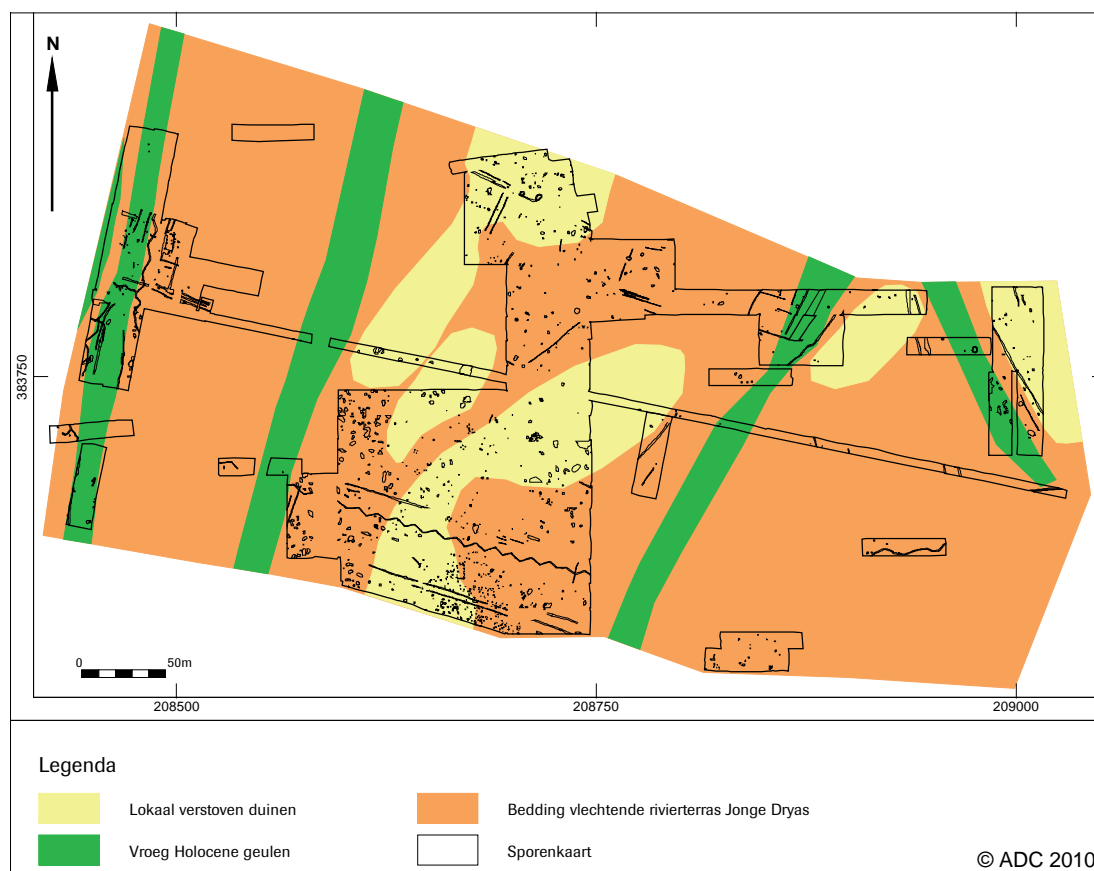 N
383750
0 50m
208500 208750 209000
Legenda
Lokaal verstoven duinen
Bedding vlechtende rivierterras Jonge Dryas
Vroeg Holocene geulen
Sporenkaart
© ADC 2010